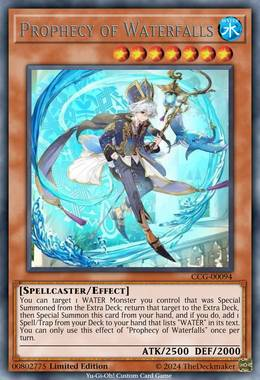 PROPHECY OF WATERFALLS
WATER
水
CCG-00094
[SPELLCASTER/EFFECT]
You can target 1 WATER Monster you control that was Special
Summoned from the Extra Deck; return that target to the Extra Deck,
then Special Summon this card from your hand, and if you do, add 1
Spell/Trap from your Deck to your hand that lists "WATER" in its text.
You can only use this effect of "Prophecy of Waterfalls" once per
turn.
ATK/2500 DEF/2000
00802775 Limited Edition
© 2024 TheDeckmaker
Yu-Gi-Oh! Custom Card Game